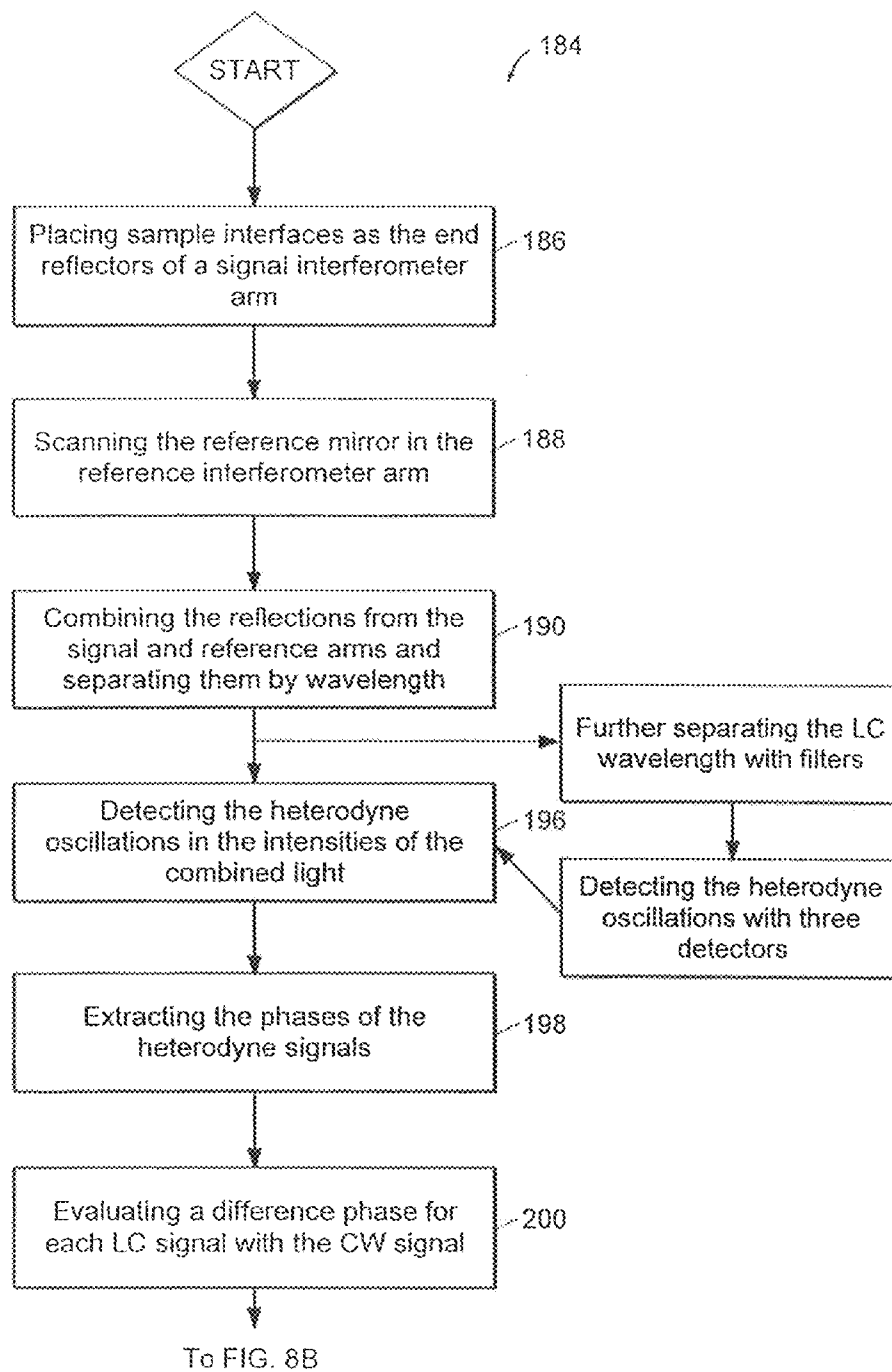 START
184
Placing sample interfaces as the end
reflectors of a signal interferometer
arm
186
Scanning the reference mirror in the
reference interferometer arm
188
Combining the reflections from the
signal and reference arms and
separating them by wavelength
190
Further separating the LC
wavelength with filters
Detecting the heterodyne
oscillations in the intensities of the
combined light
196
Detecting the heterodyne
oscillations with three
detectors
Extracting the phases of the
heterodyne signals
198
Evaluating a difference phase for
each LC signal with the CW signal
200
To FIG. 8B